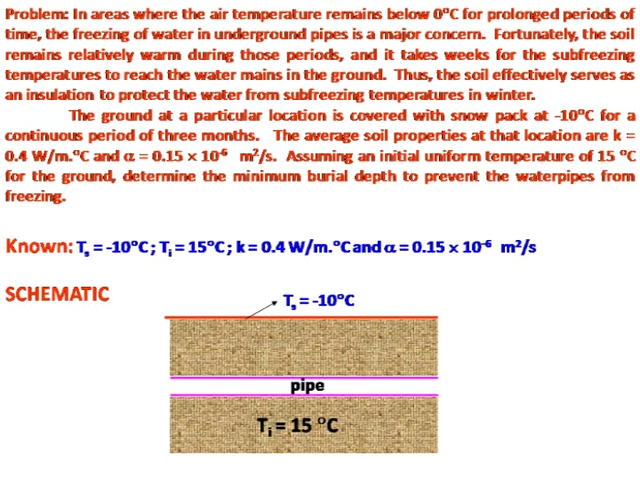 Problem: In areas where the air temperature remains below 0°C for prolonged periods of
time, the freezing of water in underground pipes is a major concern. Fortunately, the soil
remains relatively warm during those periods, and it takes weeks for the subfreezing
temperatures to reach the water mains in the ground. Thus, the soil effectively serves as
an insulation to protect the water from subfreezing temperatures in winter.
The ground at a particular location is covered with snow pack at -10°C for a
continuous period of three months. The average soil properties at that location are k =
0.4 W/m.°C and α = 0.15 × 10⁻⁶ m²/s. Assuming an initial uniform temperature of 15 °C
for the ground, determine the minimum burial depth to prevent the waterpipes from
freezing.
Known: Tₛ = -10°C; Tᵢ = 15°C; k = 0.4 W/m.°C and α = 0.15 × 10⁻⁶ m²/s
SCHEMATIC
Tₛ = -10°C
pipe
Tᵢ = 15 °C